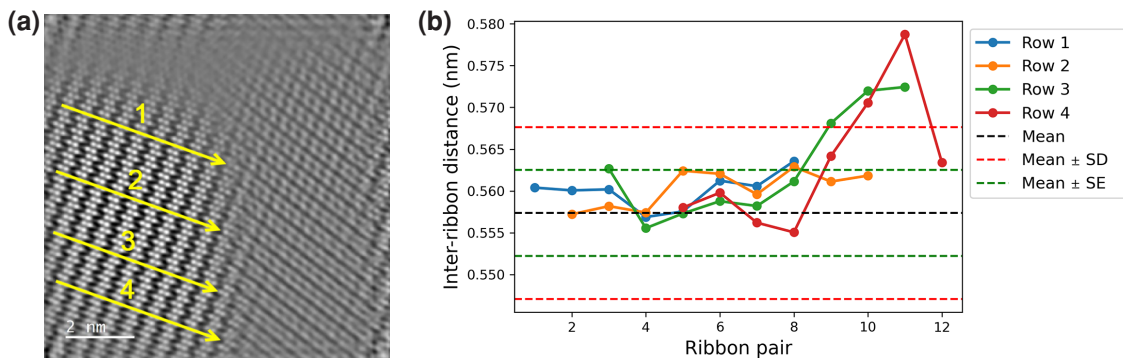 (a)
1
2
3
4
2 nm
(b)
Inter-ribbon distance (nm)
0.580
0.575
0.570
0.565
0.560
0.555
0.550
2 4 6 8 10 12
Ribbon pair
Row 1
Row 2
Row 3
Row 4
Mean
Mean ± SD
Mean ± SE